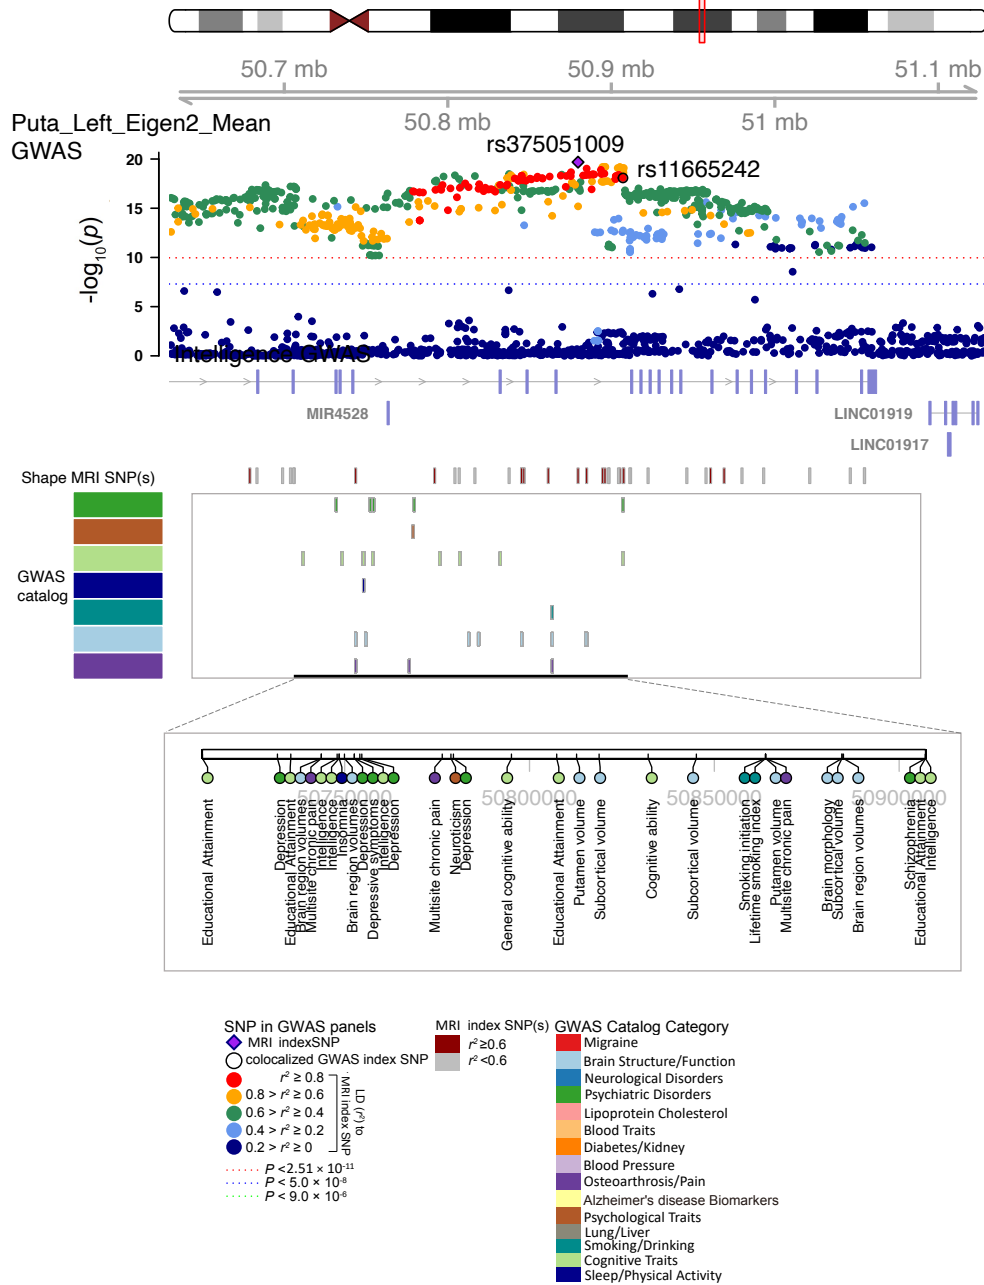 50.7 mb
50.9 mb
51.1 mb
50.8 mb
51 mb
Puta_Left_Eigen2_Mean
GWAS
rs375051009
rs11665242
-log10(p)
20
15
10
5
0
Intelligence GWAS
MIR4528
LINC01919
LINC01917
Shape MRI SNP(s)
GWAS
catalog
50750000
50800000
50850000
50900000
Educational Attainment
Depression
Educational Attainment
Brain region volumes
Multisite chronic pain
Intelligence
Intelligence
Insomnia
Brain region volumes
Depression
Depressive symptoms
Intelligence
Depression
Multisite chronic pain
Neuroticism
Depression
General cognitive ability
Educational Attainment
Putamen volume
Subcortical volume
Cognitive ability
Subcortical volume
Smoking initiation
Lifetime smoking index
Putamen volume
Multisite chronic pain
Brain morphology
Subcortical volume
Brain region volumes
Schizophrenia
Educational Attainment
Intelligence
SNP in GWAS panels
MRI indexSNP
colocalized GWAS index SNP
r² ≥ 0.8
0.8 > r² ≥ 0.6
0.6 > r² ≥ 0.4
0.4 > r² ≥ 0.2
0.2 > r² ≥ 0
LD (r²) to
MRI index SNP
P <2.51 × 10⁻¹¹
P < 5.0 × 10⁻⁸
P < 9.0 × 10⁻⁶
MRI index SNP(s)
r² ≥0.6
r² <0.6
GWAS Catalog Category
Migraine
Brain Structure/Function
Neurological Disorders
Psychiatric Disorders
Lipoprotein Cholesterol
Blood Traits
Diabetes/Kidney
Blood Pressure
Osteoarthrosis/Pain
Alzheimer's disease Biomarkers
Psychological Traits
Lung/Liver
Smoking/Drinking
Cognitive Traits
Sleep/Physical Activity